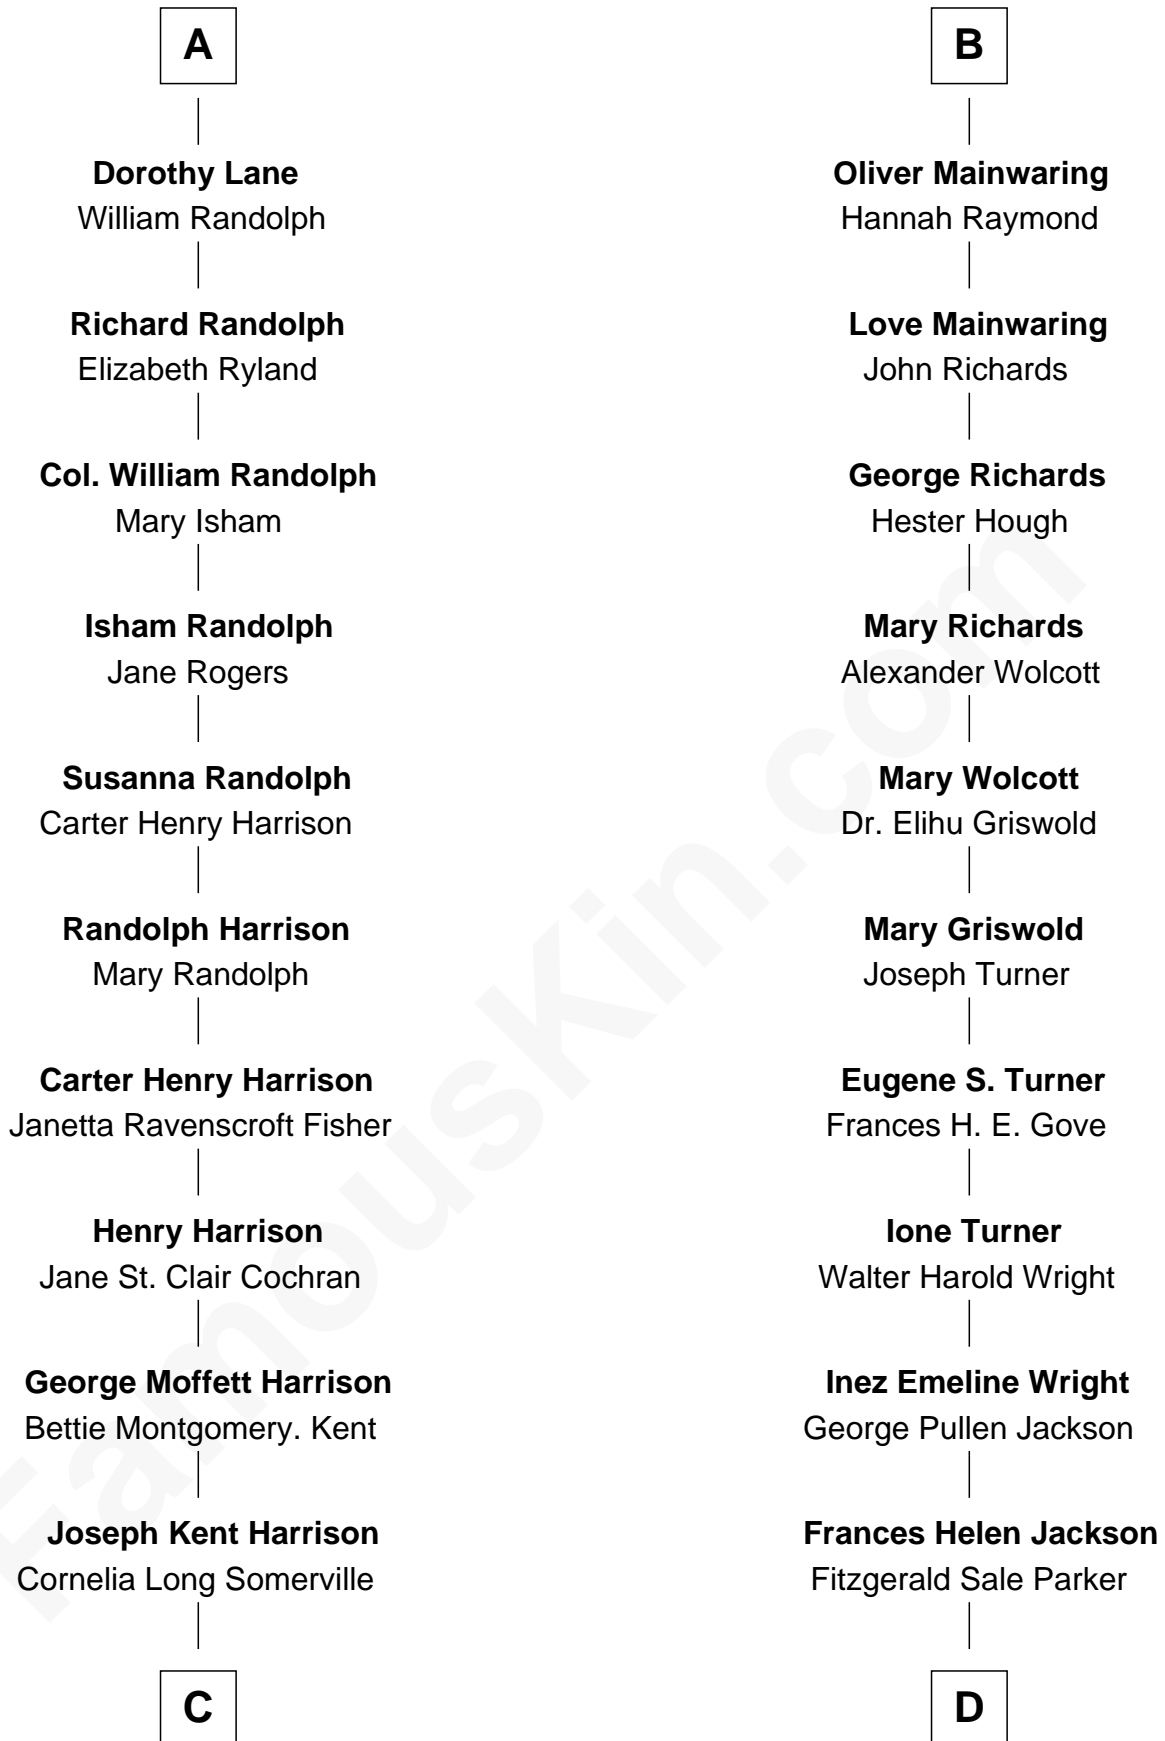 A
Dorothy Lane
William Randolph
Richard Randolph
Elizabeth Ryland
Col. William Randolph
Mary Isham
Isham Randolph
Jane Rogers
Susanna Randolph
Carter Henry Harrison
Randolph Harrison
Mary Randolph
Carter Henry Harrison
Janetta Ravenscroft Fisher
Henry Harrison
Jane St. Clair Cochran
George Moffett Harrison
Bettie Montgomery. Kent
Joseph Kent Harrison
Cornelia Long Somerville
C
B
Oliver Mainwaring
Hannah Raymond
Love Mainwaring
John Richards
George Richards
Hester Hough
Mary Richards
Alexander Wolcott
Mary Wolcott
Dr. Elihu Griswold
Mary Griswold
Joseph Turner
Eugene S. Turner
Frances H. E. Gove
Ione Turner
Walter Harold Wright
Inez Emeline Wright
George Pullen Jackson
Frances Helen Jackson
Fitzgerald Sale Parker
D
FamousKin.com